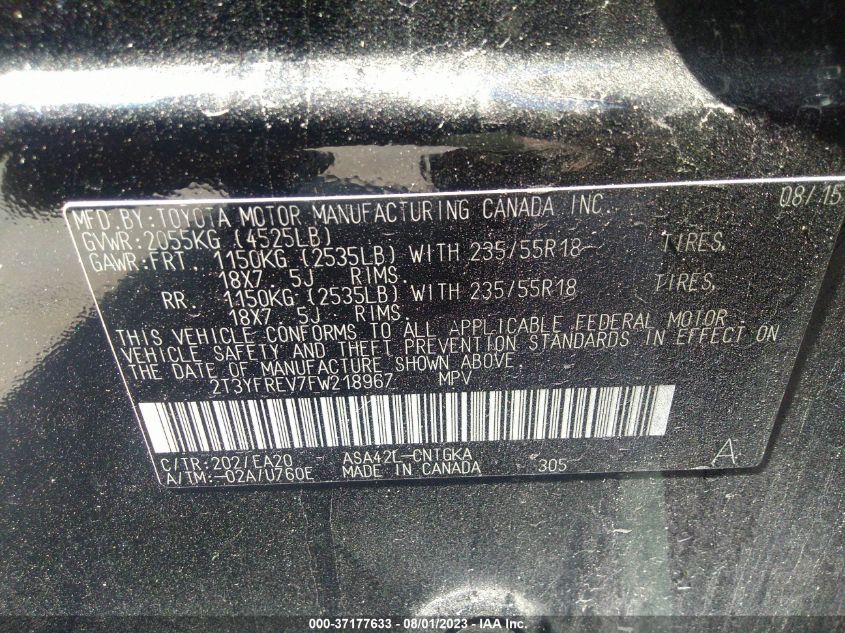 MFD.BY:TOYOTA MOTOR MANUFACTURING CANADA INC. 08/15
GVWR:2055KG (4525LB)
GAWR:FRT. 1150KG (2535LB) WITH 235/55R18 TIRES,
18X7.5J RIMS.
RR. 1150KG (2535LB) WITH 235/55R18 TIRES,
18X7.5J RIMS.
THIS VEHICLE CONFORMS TO ALL APPLICABLE FEDERAL MOTOR
VEHICLE SAFETY AND THEFT PREVENTION STANDARDS IN EFFECT ON
THE DATE OF MANUFACTURE SHOWN ABOVE.
2T3YFREV7FW218967 MPV
C/TR:202/EA20 ASA42L-CNTGKA
A/TM:-02A/U760E MADE IN CANADA 305 A
000-37177633 - 08/01/2023 - © IAA Inc.